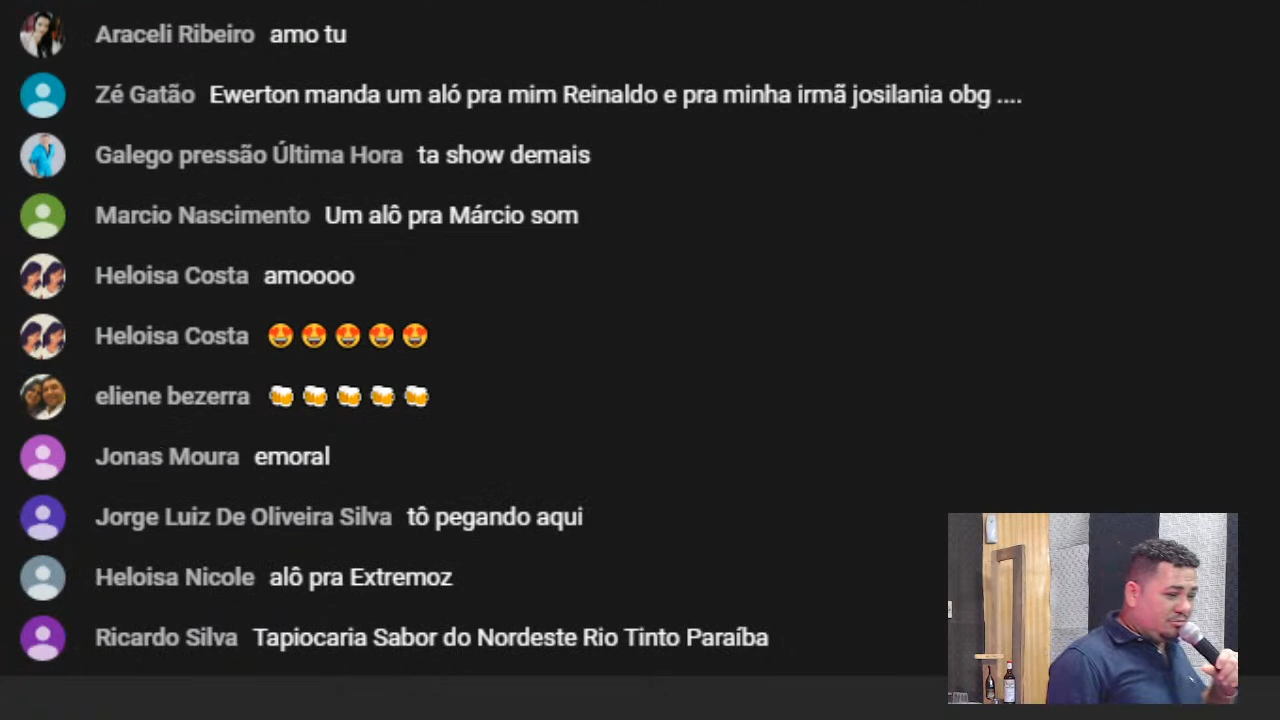 Araceli Ribeiro amo tu
Zé Gatão Ewerton manda um aló pra mim Reinaldo e pra minha irmã josilania obg ....
Galego pressão Última Hora ta show demais
Marcio Nascimento Um alô pra Márcio som
Heloisa Costa amoooo
Heloisa Costa 😍😍😍😍😍
eliene bezerra 🍻🍻🍻🍻🍻
Jonas Moura emoral
Jorge Luiz De Oliveira Silva tô pegando aqui
Heloisa Nicole alô pra Extremoz
Ricardo Silva Tapiocaria Sabor do Nordeste Rio Tinto Paraíba